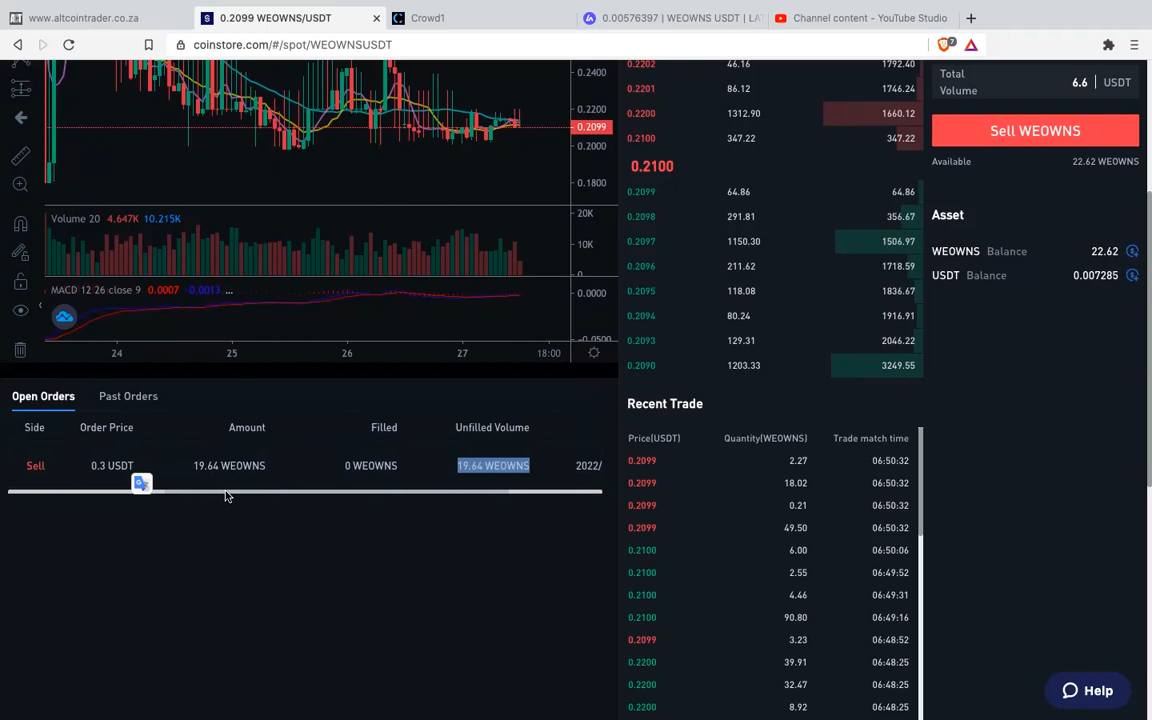 www.altcointrader.co.za
0.2099 WEOWNS/USDT
Crowd1
0.00576397 | WEOWNS USDT | LA
Channel content - YouTube Studio
coinstore.com/#/spot/WEOWNSUSDT
7
0.2400
0.2200
0.2099
0.2000
0.1800
Volume 20 4.647K 10.215K
20K
10K
0
MACD 12 26 close 9 0.0007 -0.0013 ...
0.0000
-0.0500
24 25 26 27 18:00
Open Orders Past Orders
Side Order Price Amount Filled Unfilled Volume
Sell 0.3 USDT 19.64 WEOWNS 0 WEOWNS 19.64 WEOWNS 2022/
0.2202 46.16 1792.40
0.2201 86.12 1746.24
0.2200 1312.90 1660.12
0.2100 347.22 347.22
0.2100
0.2099 64.86 64.86
0.2098 291.81 356.67
0.2097 1150.30 1506.97
0.2096 211.62 1718.59
0.2095 118.08 1836.67
0.2094 80.24 1916.91
0.2093 129.31 2046.22
0.2090 1203.33 3249.55
Recent Trade
Price(USDT) Quantity(WEOWNS) Trade match time
0.2099 2.27 06:50:32
0.2099 18.02 06:50:32
0.2099 0.21 06:50:32
0.2099 49.50 06:50:32
0.2100 6.00 06:50:06
0.2100 2.55 06:49:52
0.2100 4.46 06:49:31
0.2100 90.80 06:49:16
0.2099 3.23 06:48:52
0.2200 39.91 06:48:25
0.2200 32.47 06:48:25
0.2200 8.92 06:48:25
Total
Volume
6.6 USDT
Sell WEOWNS
Available 22.62 WEOWNS
Asset
WEOWNS Balance 22.62
USDT Balance 0.007285
Help